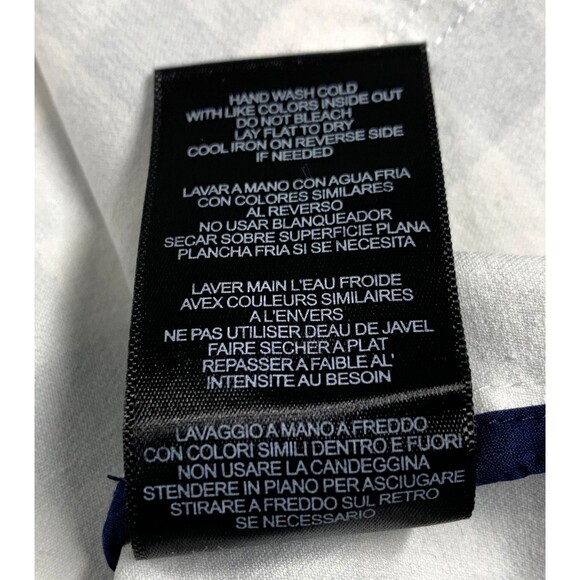 HAND WASH COLD
WITH LIKE COLORS INSIDE OUT
DO NOT BLEACH
LAY FLAT TO DRY
COOL IRON ON REVERSE SIDE
IF NEEDED
LAVAR A MANO CON AGUA FRIA
CON COLORES SIMILARES
AL REVERSO
NO USAR BLANQUEADOR
SECAR SOBRE SUPERFICIE PLANA
PLANCHA FRIA SI SE NECESITA
LAVER MAIN L'EAU FROIDE
AVEX COULEURS SIMILAIRES
A L'ENVERS
NE PAS UTILISER DEAU DE JAVEL
FAIRE SECHER A PLAT
REPASSER A FAIBLE AL'
INTENSITE AU BESOIN
LAVAGGIO A MANO A FREDDO
CON COLORI SIMILI DENTRO E FUORI
NON USARE LA CANDEGGINA
STENDERE IN PIANO PER ASCIUGARE
STIRARE A FREDDO SUL RETRO
SE NECESSARIO